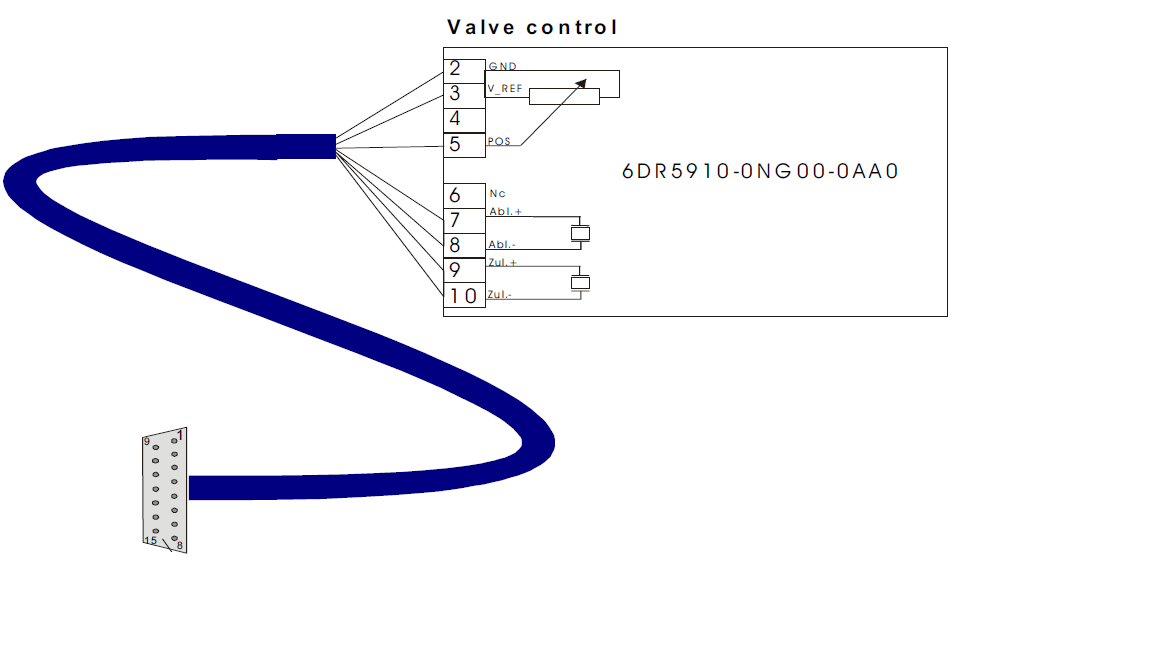 Valve control
2 GND
3 V_REF
4
5 POS
6DR5910-0NG00-0AA0
6 Nc
7 Abl.+
8 Abl.-
9 Zul.+
10 Zul.-
9 1
15 8